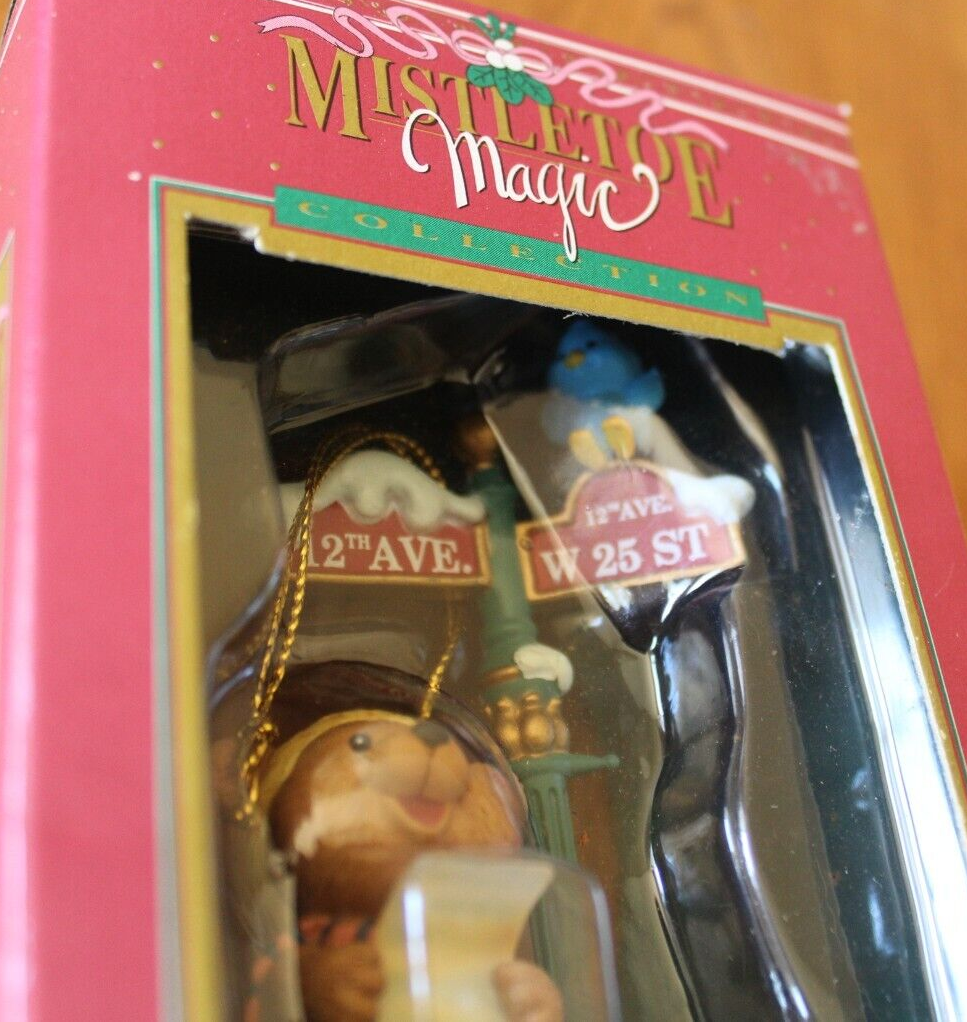 MISTLETOE
Magic
COLLECTION
12TH AVE.
12TH AVE.
W 25 ST